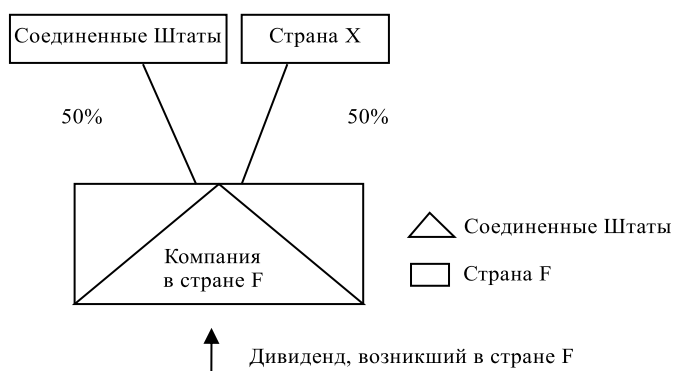 Соединенные Штаты
Страна X
50%
50%
Компания
в стране F
Соединенные Штаты
Страна F
Дивиденд, возникший в стране F